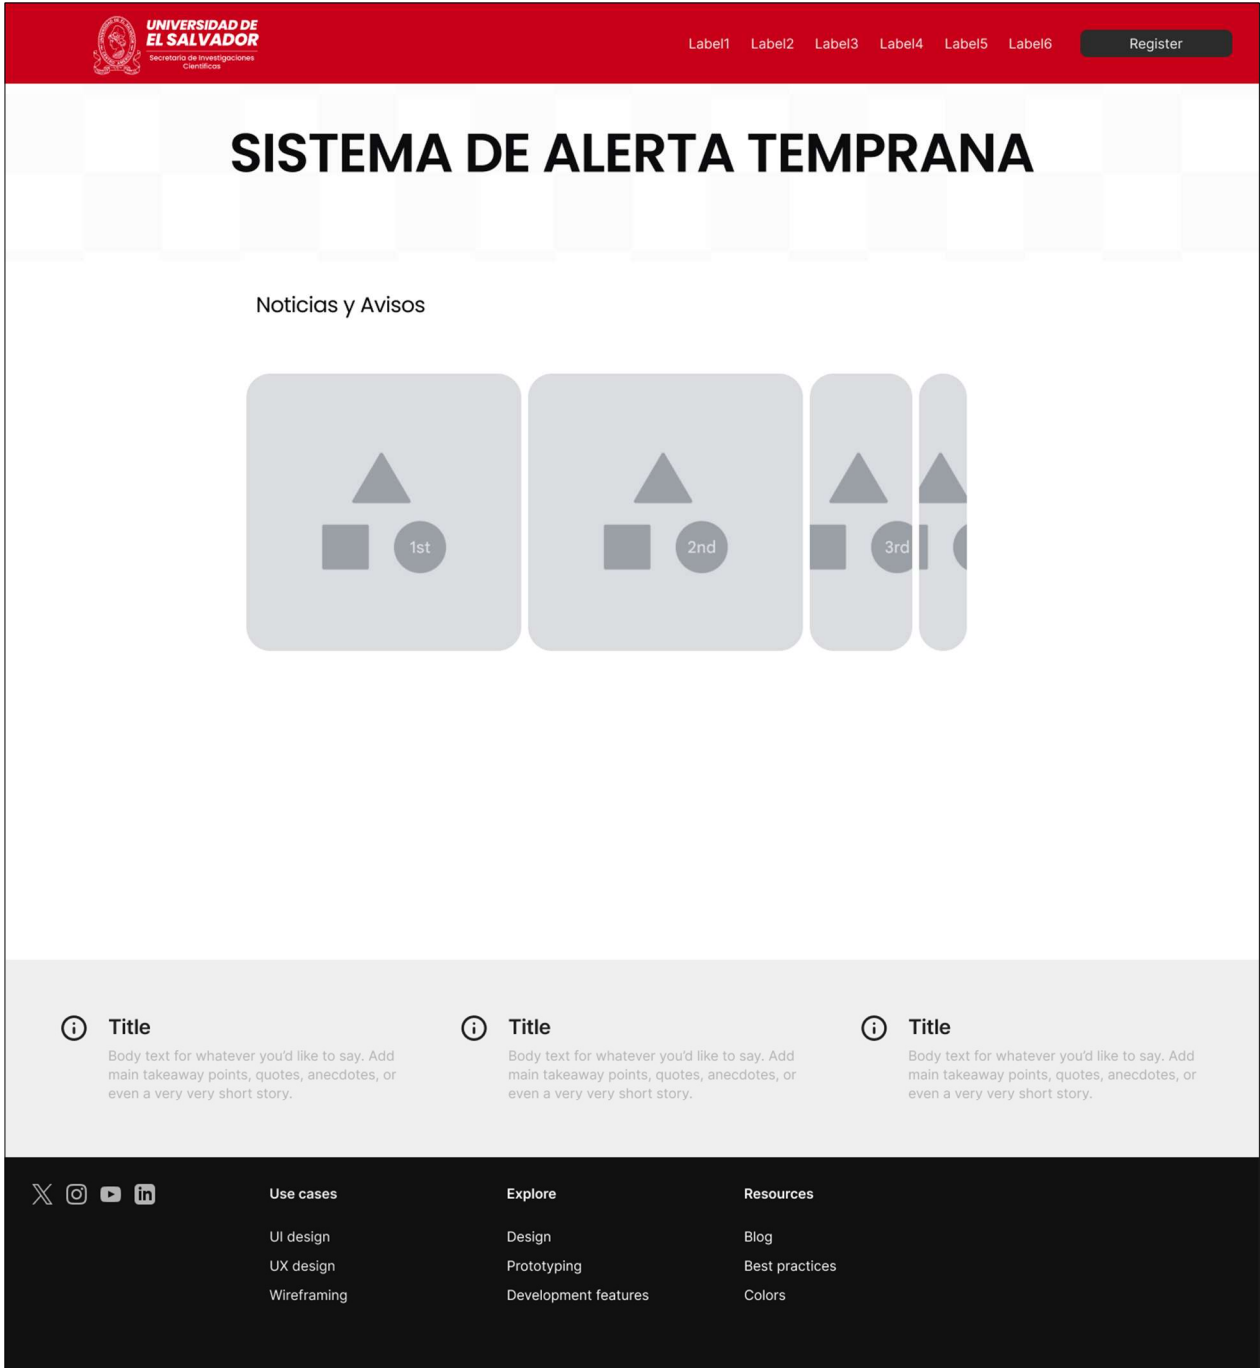 UNIVERSIDAD DE
EL SALVADOR
Secretaría de Investigaciones
Científicas
Label1 Label2 Label3 Label4 Label5 Label6 Register
SISTEMA DE ALERTA TEMPRANA
Noticias y Avisos
1st
2nd
3rd
Title
Body text for whatever you'd like to say. Add
main takeaway points, quotes, anecdotes, or
even a very very short story.
Title
Body text for whatever you'd like to say. Add
main takeaway points, quotes, anecdotes, or
even a very very short story.
Title
Body text for whatever you'd like to say. Add
main takeaway points, quotes, anecdotes, or
even a very very short story.
Use cases
UI design
UX design
Wireframing
Explore
Design
Prototyping
Development features
Resources
Blog
Best practices
Colors